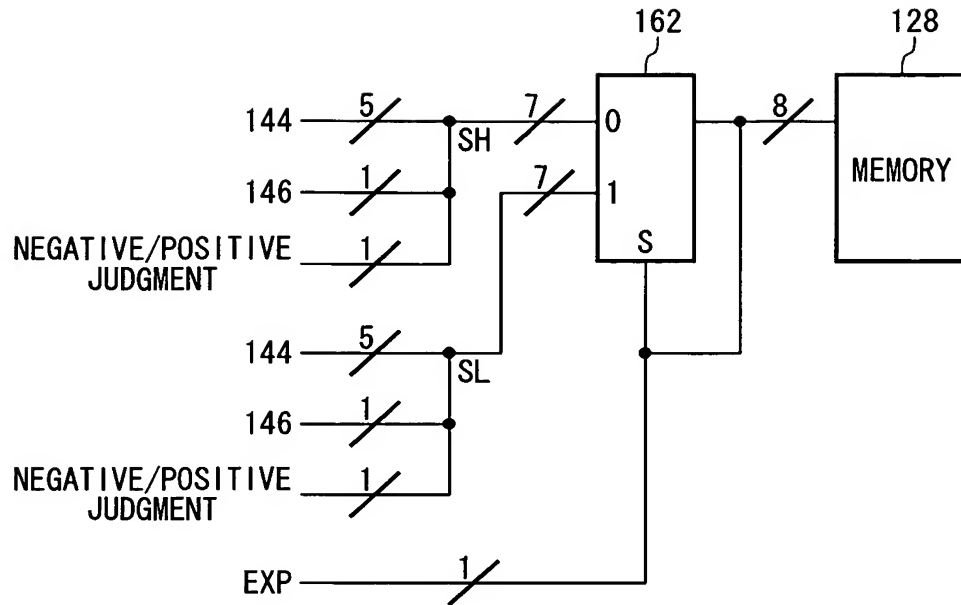 162
128
144
5
SH
7
0
8
MEMORY
146
1
7
1
NEGATIVE/POSITIVE
JUDGMENT
1
S
144
5
SL
146
1
NEGATIVE/POSITIVE
JUDGMENT
1
EXP
1